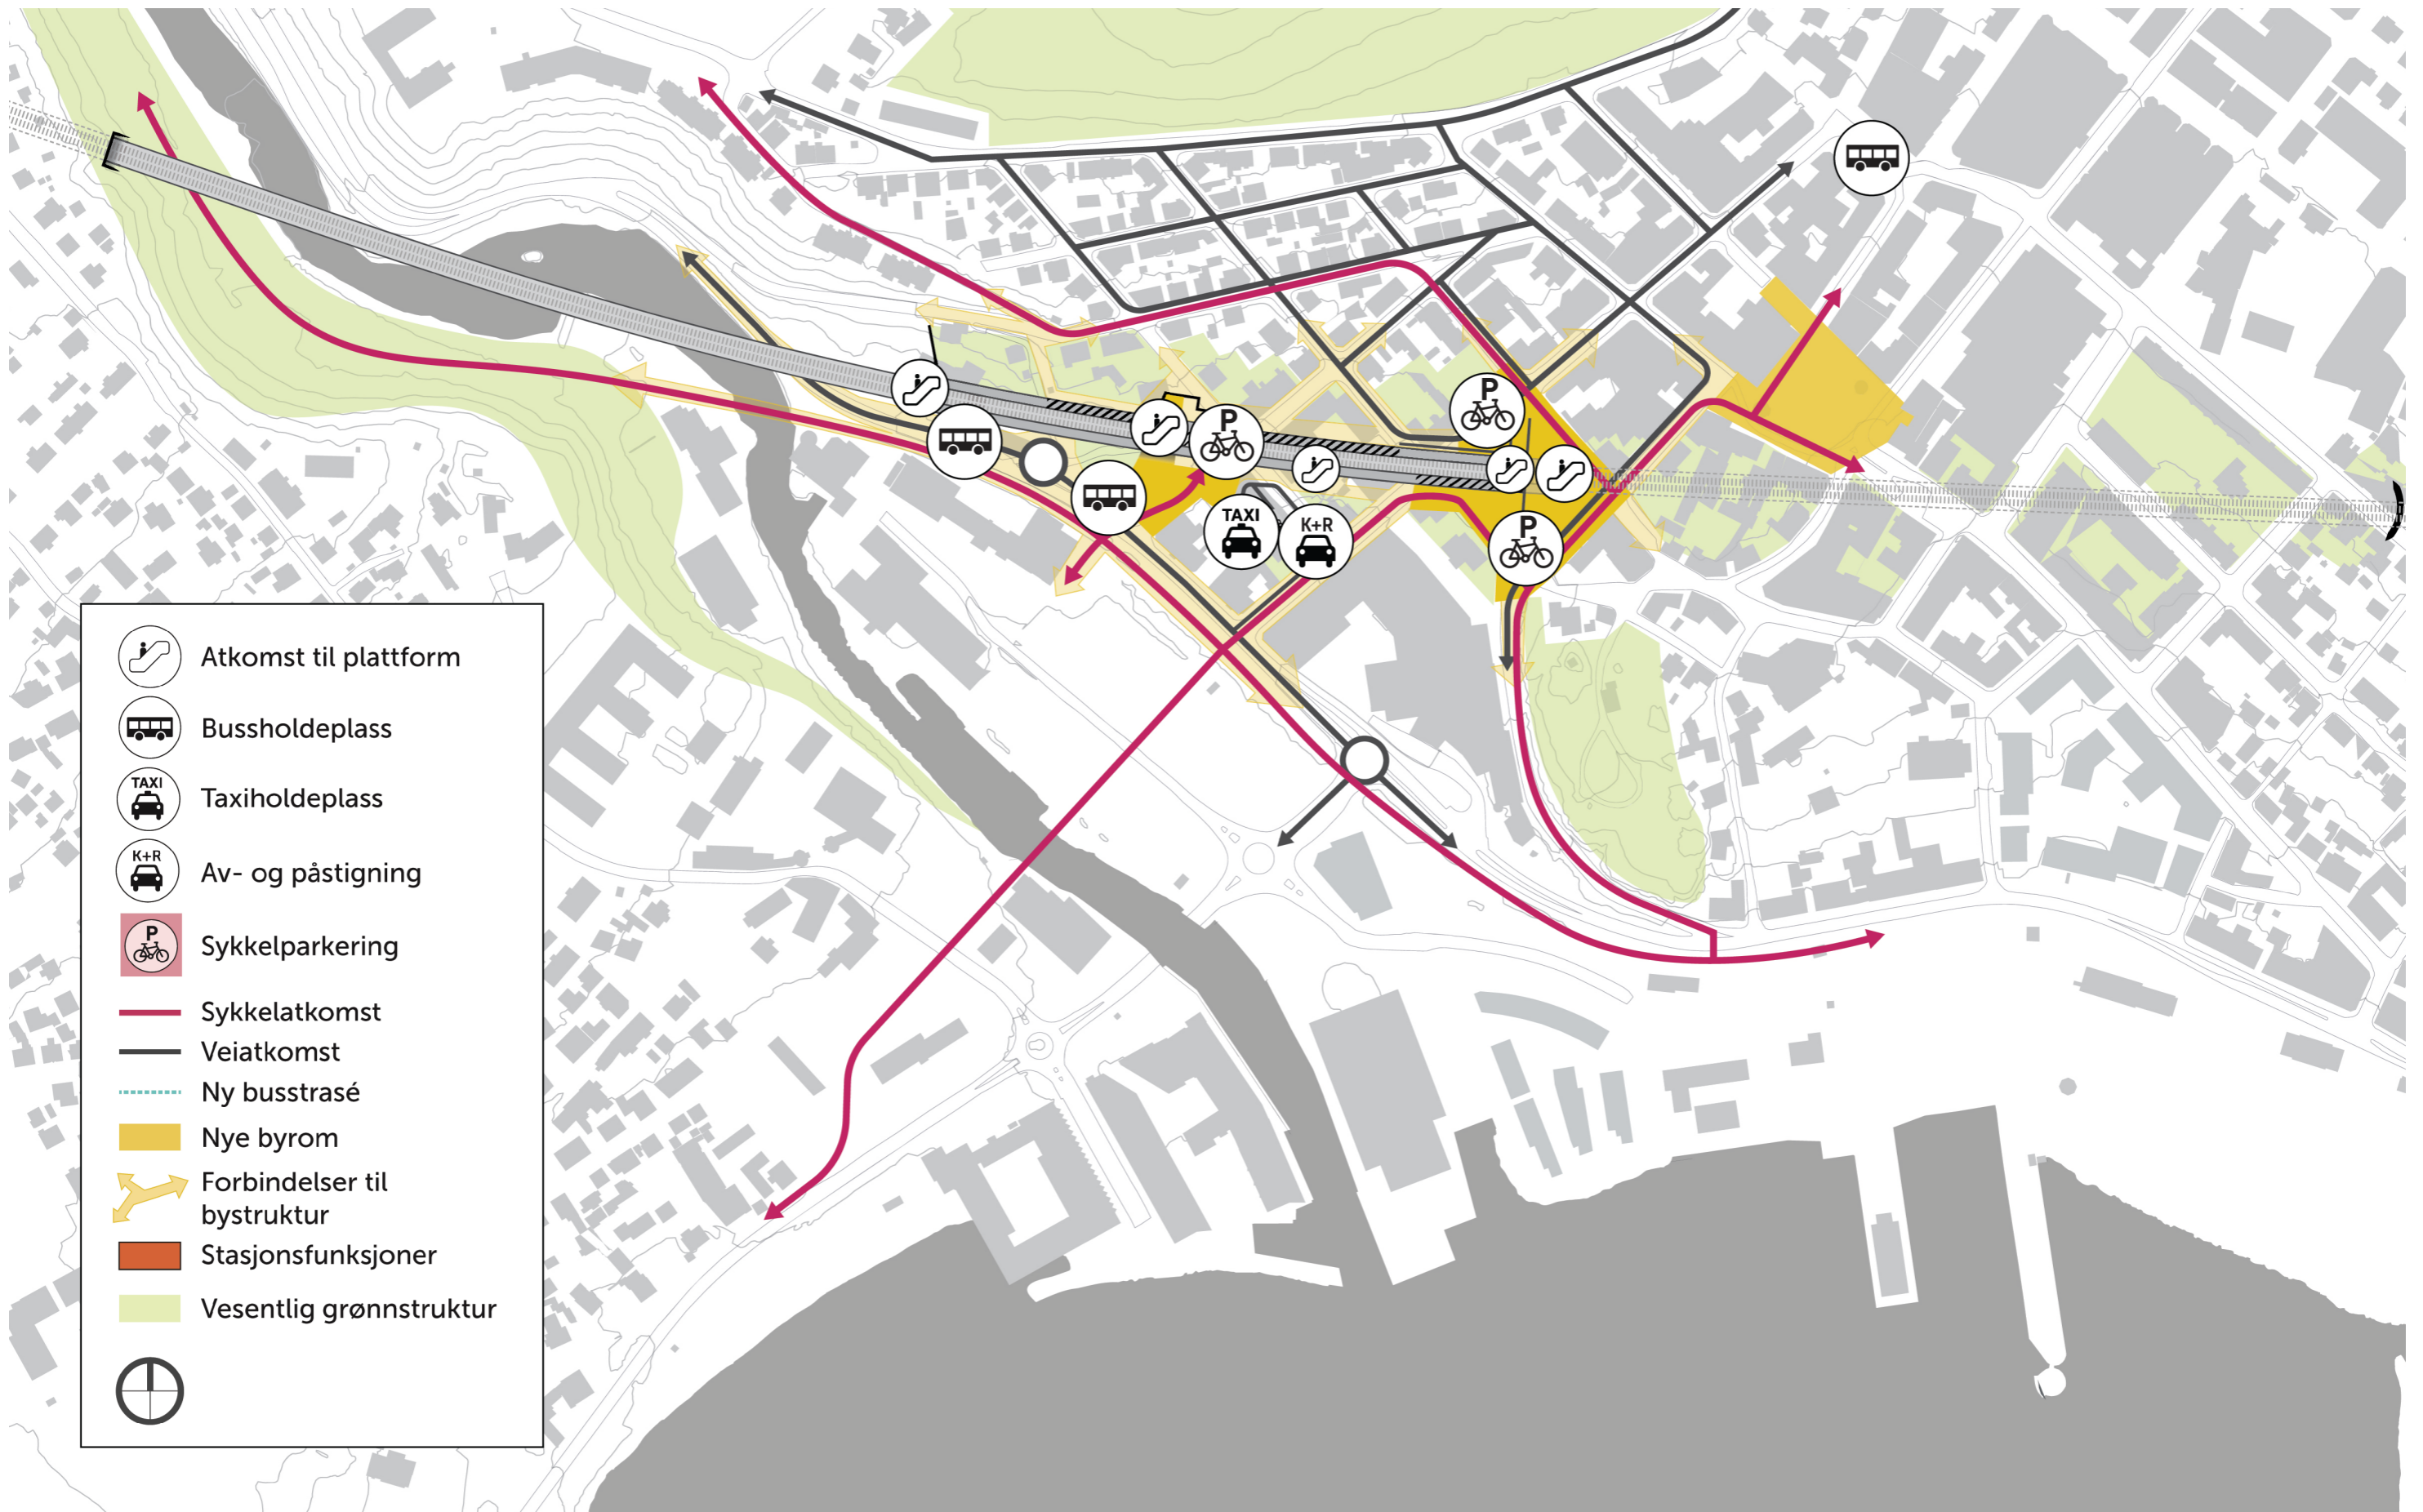 P
P
TAXI
K+R
P
Atkomst til plattform
Bussholdeplass
TAXI
Taxiholdeplass
K+R
Av- og påstigning
P
Sykkelparkering
Sykkelatkomst
Veiatkomst
Ny busstrasé
Nye byrom
Forbindelser til
bystruktur
Stasjonsfunksjoner
Vesentlig grønnstruktur